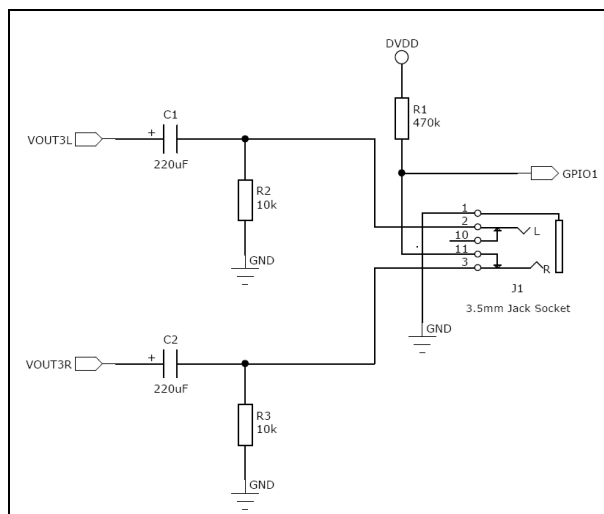 DVDD
C1
R1
470k
VOUT3L
+
220uF
GPIO1
R2
10k
1
2
L
10
11
3
R
GND
J1
3.5mm Jack Socket
GND
C2
VOUT3R
+
220uF
R3
10k
GND